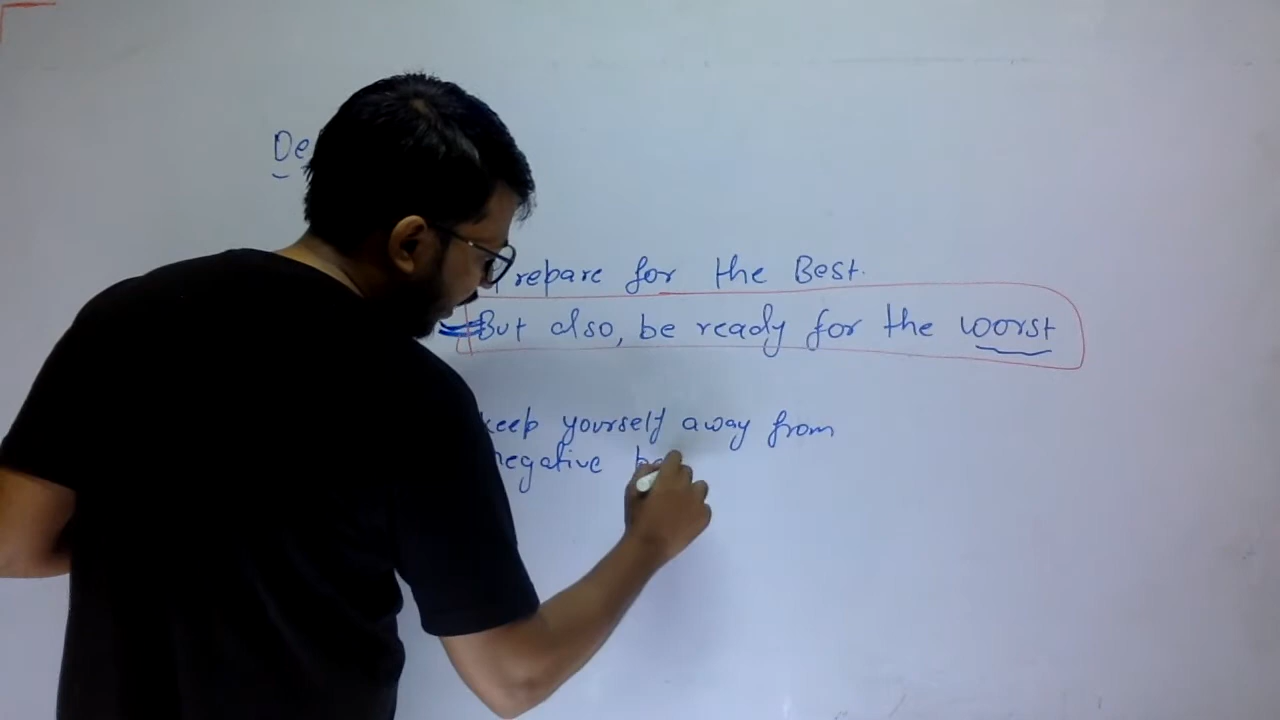 De
Prepare for the Best.
But also, be ready for the worst
keep yourself away from
negative